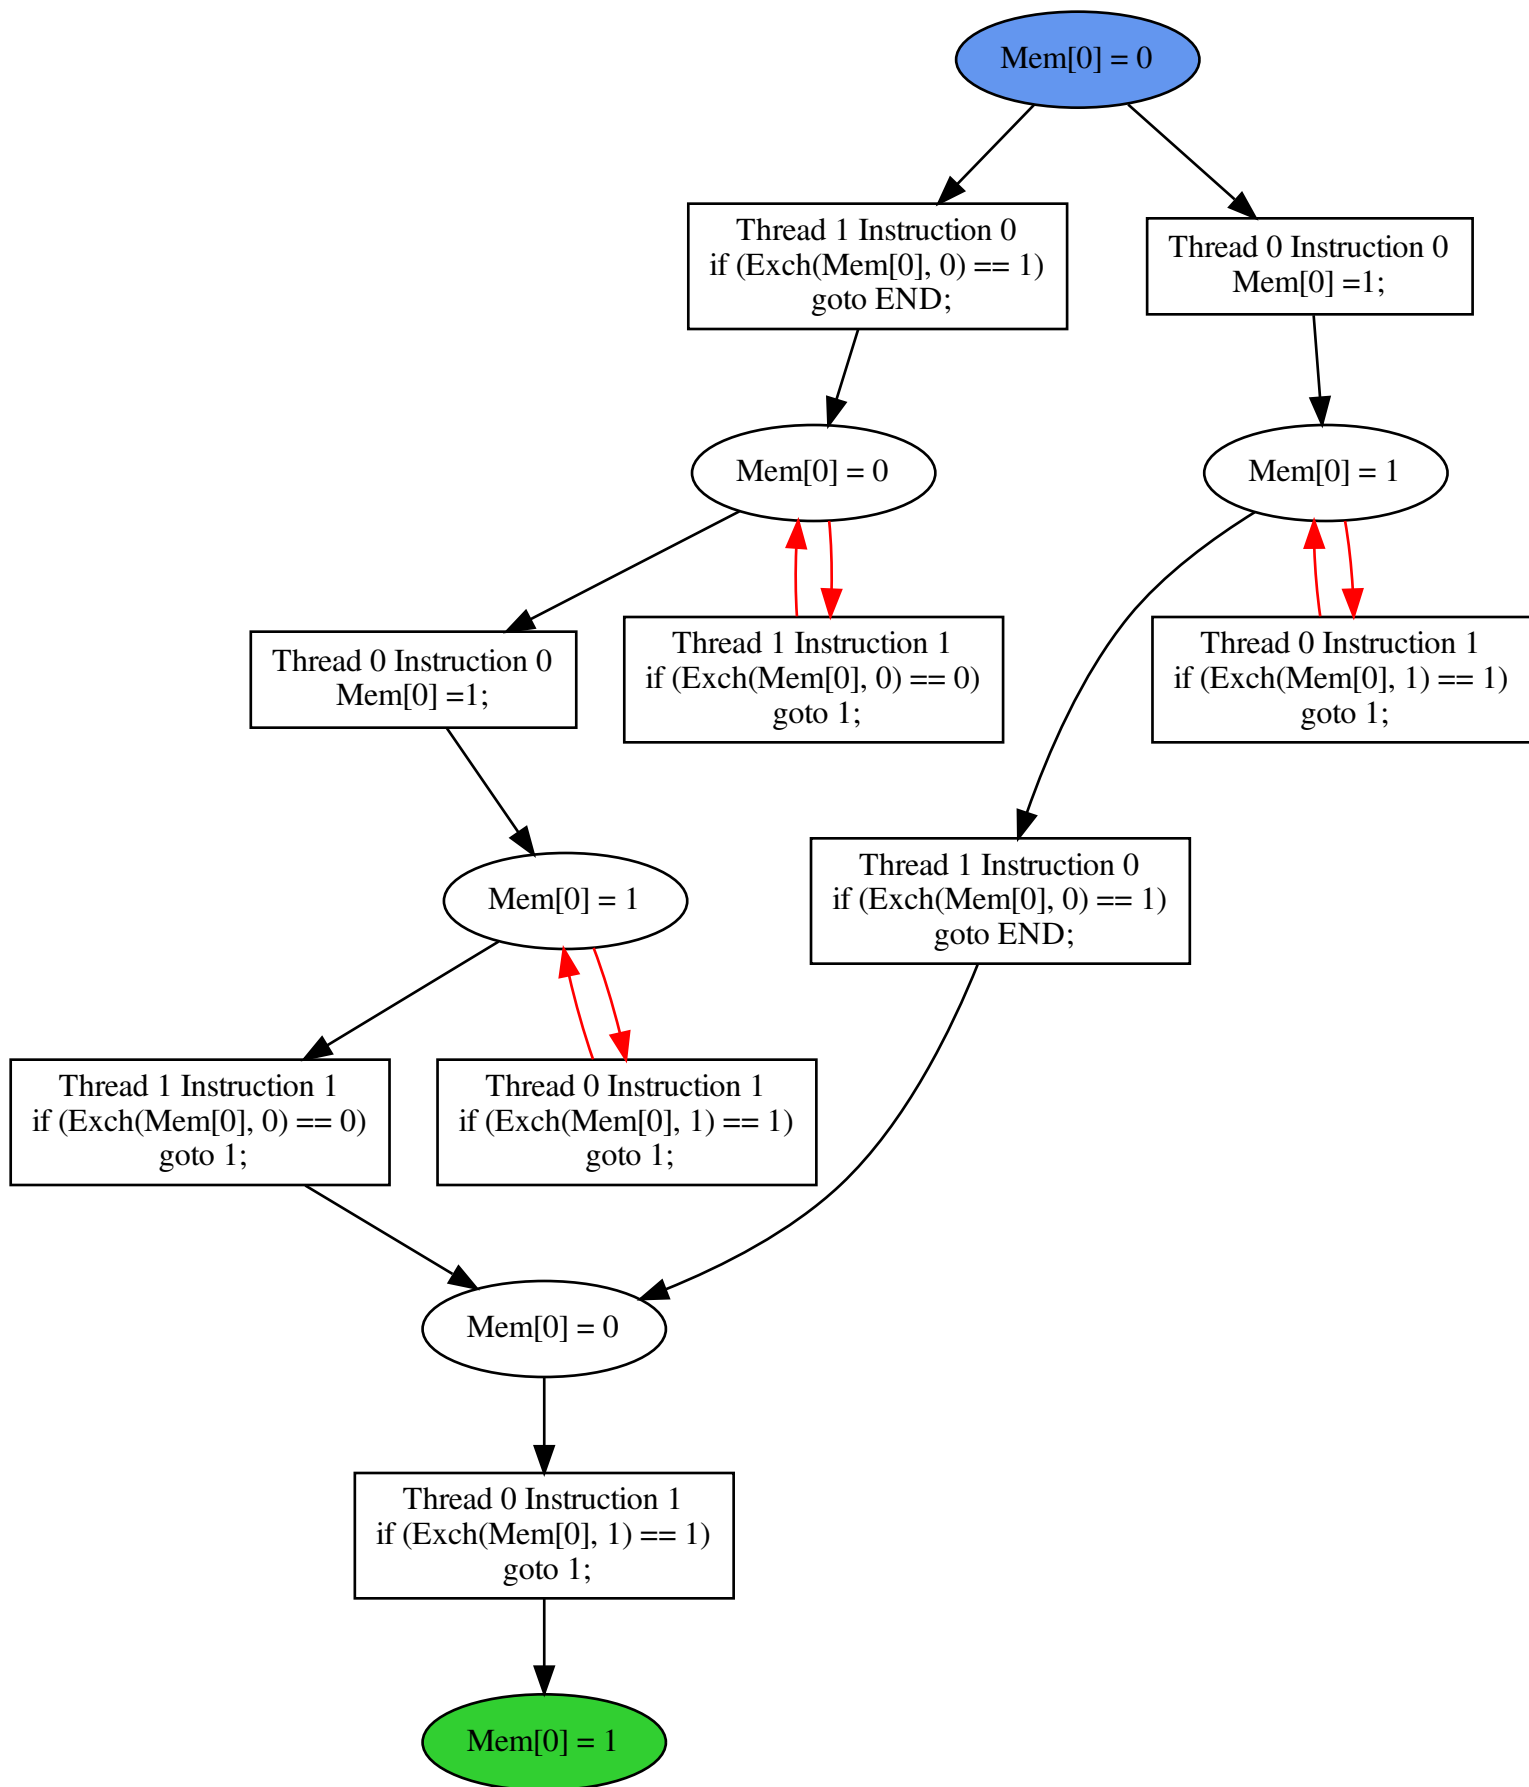 Mem[0] = 0
Thread 1 Instruction 0
if (Exch(Mem[0], 0) == 1)
goto END;
Thread 0 Instruction 0
Mem[0] =1;
Mem[0] = 0
Mem[0] = 1
Thread 0 Instruction 0
Mem[0] =1;
Thread 1 Instruction 1
if (Exch(Mem[0], 0) == 0)
goto 1;
Thread 0 Instruction 1
if (Exch(Mem[0], 1) == 1)
goto 1;
Mem[0] = 1
Thread 1 Instruction 0
if (Exch(Mem[0], 0) == 1)
goto END;
Thread 1 Instruction 1
if (Exch(Mem[0], 0) == 0)
goto 1;
Thread 0 Instruction 1
if (Exch(Mem[0], 1) == 1)
goto 1;
Mem[0] = 0
Thread 0 Instruction 1
if (Exch(Mem[0], 1) == 1)
goto 1;
Mem[0] = 1